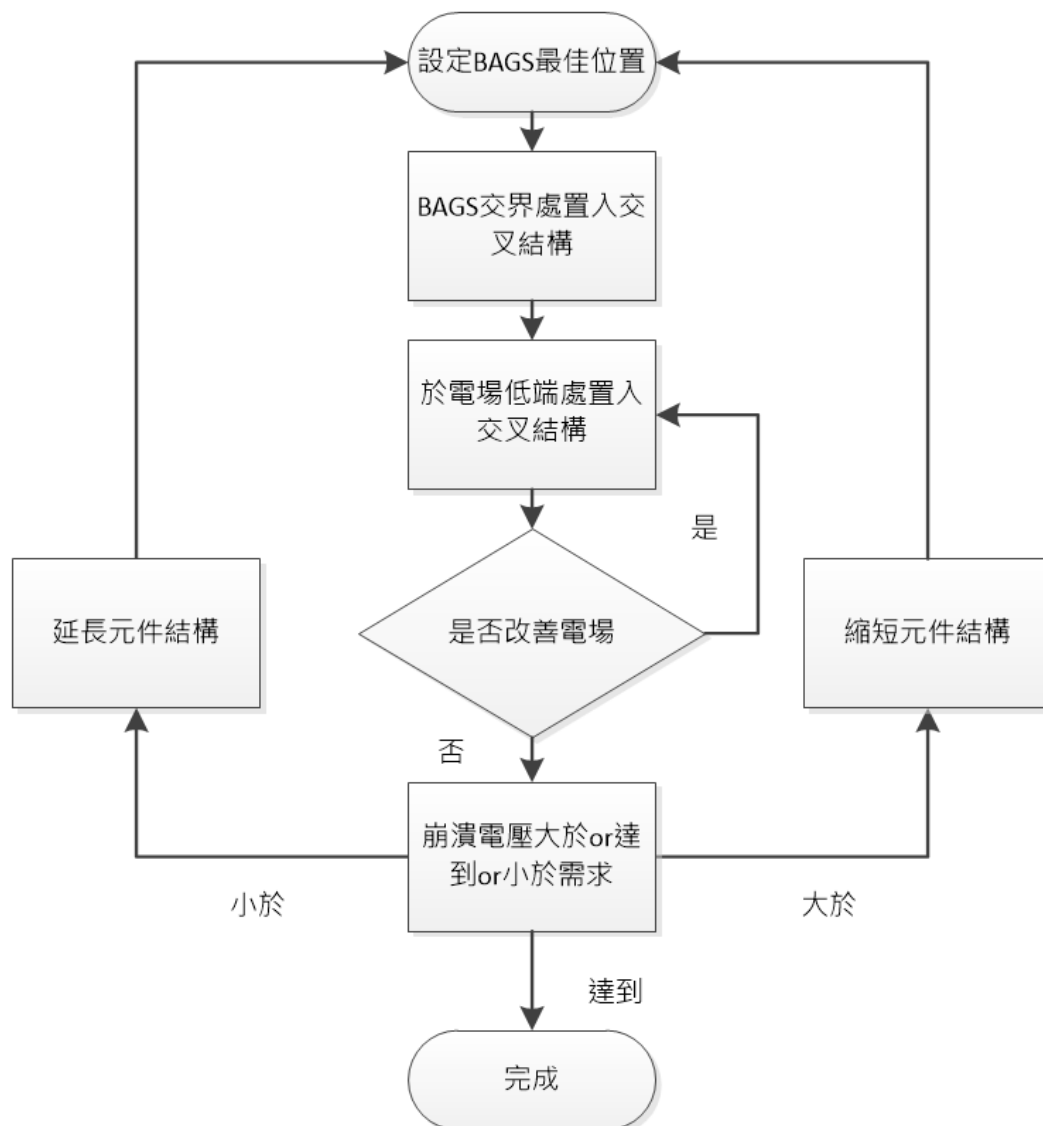 設定BAGS最佳位置
BAGS交界處置入交
叉結構
於電場低端處置入
交叉結構
是
延長元件結構
是否改善電場
縮短元件結構
否
崩潰電壓大於or達
到or小於需求
小於
大於
達到
完成